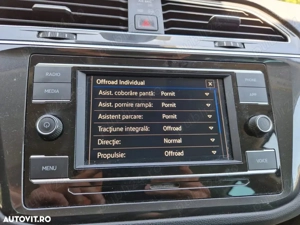 Offroad Individual
Asist. coborâre pantă: Pornit
Asist. pornire rampă: Pornit
Asistent parcare: Pornit
Tracțiune integrală: Offroad
Direcție: Normal
Propulsie: Offroad
RADIO
MEDIA
MENU
VOICE
WWW.AUTOVIT.RO